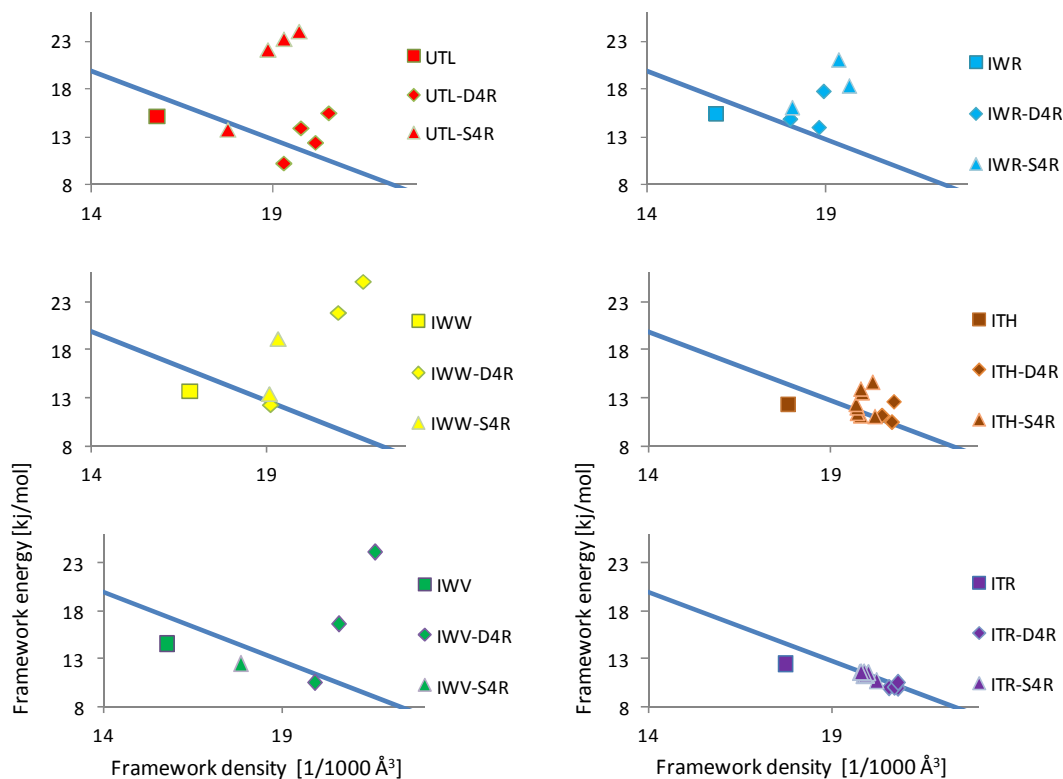 23
18
13
8
14
19
UTL
UTL-D4R
UTL-S4R
23
18
13
8
14
19
IWR
IWR-D4R
IWR-S4R
23
18
13
8
14
19
IWW
IWW-D4R
IWW-S4R
23
18
13
8
14
19
ITH
ITH-D4R
ITH-S4R
Framework energy [kj/mol]
23
18
13
8
14
19
IWV
IWV-D4R
IWV-S4R
Framework density [1/1000 Å³]
Framework energy [kj/mol]
23
18
13
8
14
19
ITR
ITR-D4R
ITR-S4R
Framework density [1/1000 Å³]